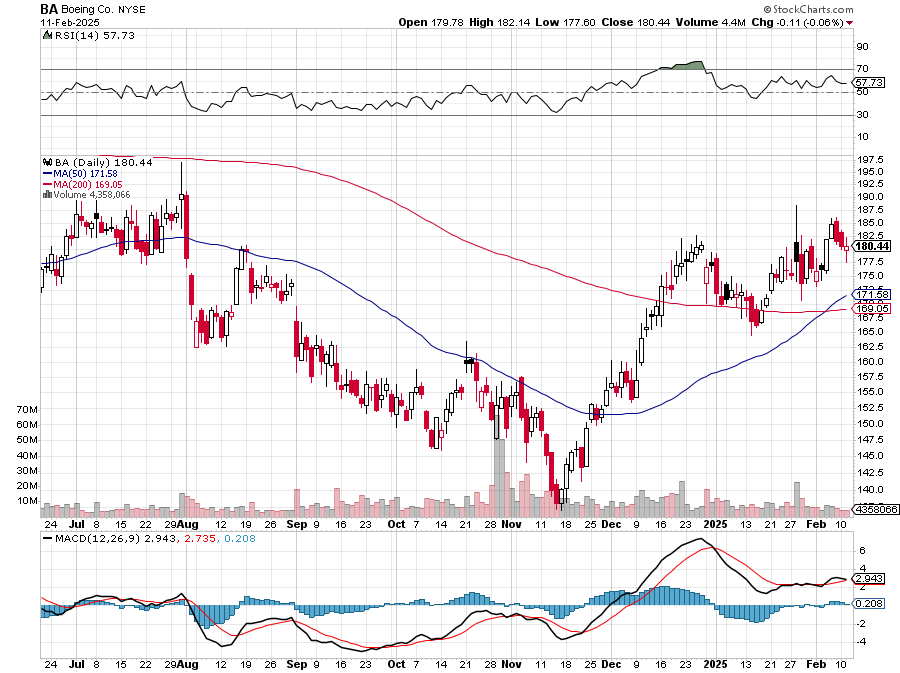 BA Boeing Co. NYSE © StockCharts.com
11-Feb-2025 Open 179.78 High 182.14 Low 177.60 Close 180.44 Volume 4.4M Chg -0.11 (-0.06%)
RSI(14) 57.73
90
70
57.73
50
30
10
BA (Daily) 180.44
MA(50) 171.58
MA(200) 169.05
Volume 4,358,066
197.5
195.0
192.5
190.0
187.5
185.0
182.5
180.44
177.5
175.0
171.58
169.05
167.5
165.0
162.5
160.0
157.5
155.0
152.5
150.0
147.5
145.0
142.5
140.0
4358066
70M
60M
50M
40M
30M
20M
10M
24 Jul 8 15 22 29 Aug 12 19 26 Sep 9 16 23 Oct 7 14 21 28 Nov 11 18 25 Dec 9 16 23 2025 13 21 27 Feb 10
MACD(12,26,9) 2.943, 2.735, 0.208
6
4
2.943
2
0.208
-2
-4
24 Jul 8 15 22 29 Aug 12 19 26 Sep 9 16 23 Oct 7 14 21 28 Nov 11 18 25 Dec 9 16 23 2025 13 21 27 Feb 10